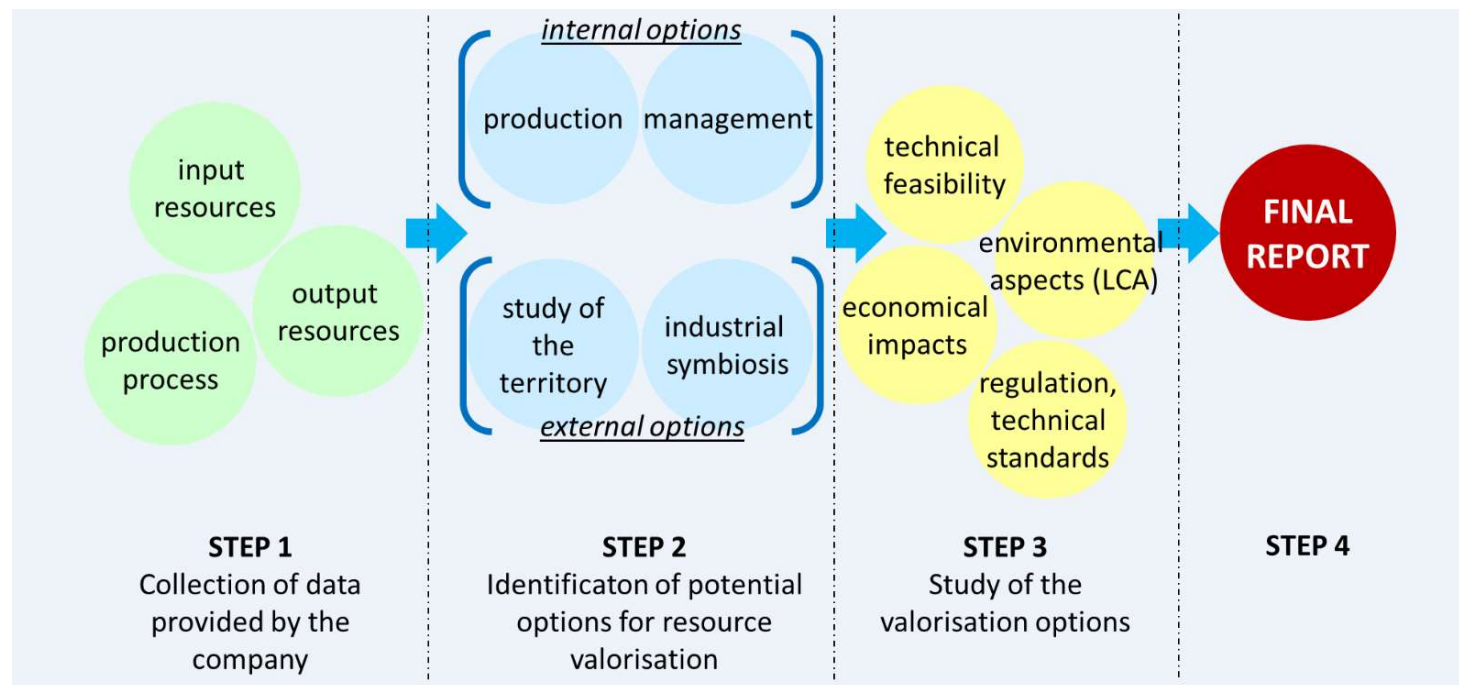 input
resources
output
resources
production
process
STEP 1
Collection of data
provided by the
company
internal options
production
management
study of
the
territory
industrial
symbiosis
external options
STEP 2
Identificaton of potential
options for resource
valorisation
technical
feasibility
environmental
aspects (LCA)
economical
impacts
regulation,
technical
standards
STEP 3
Study of the
valorisation options
FINAL
REPORT
STEP 4